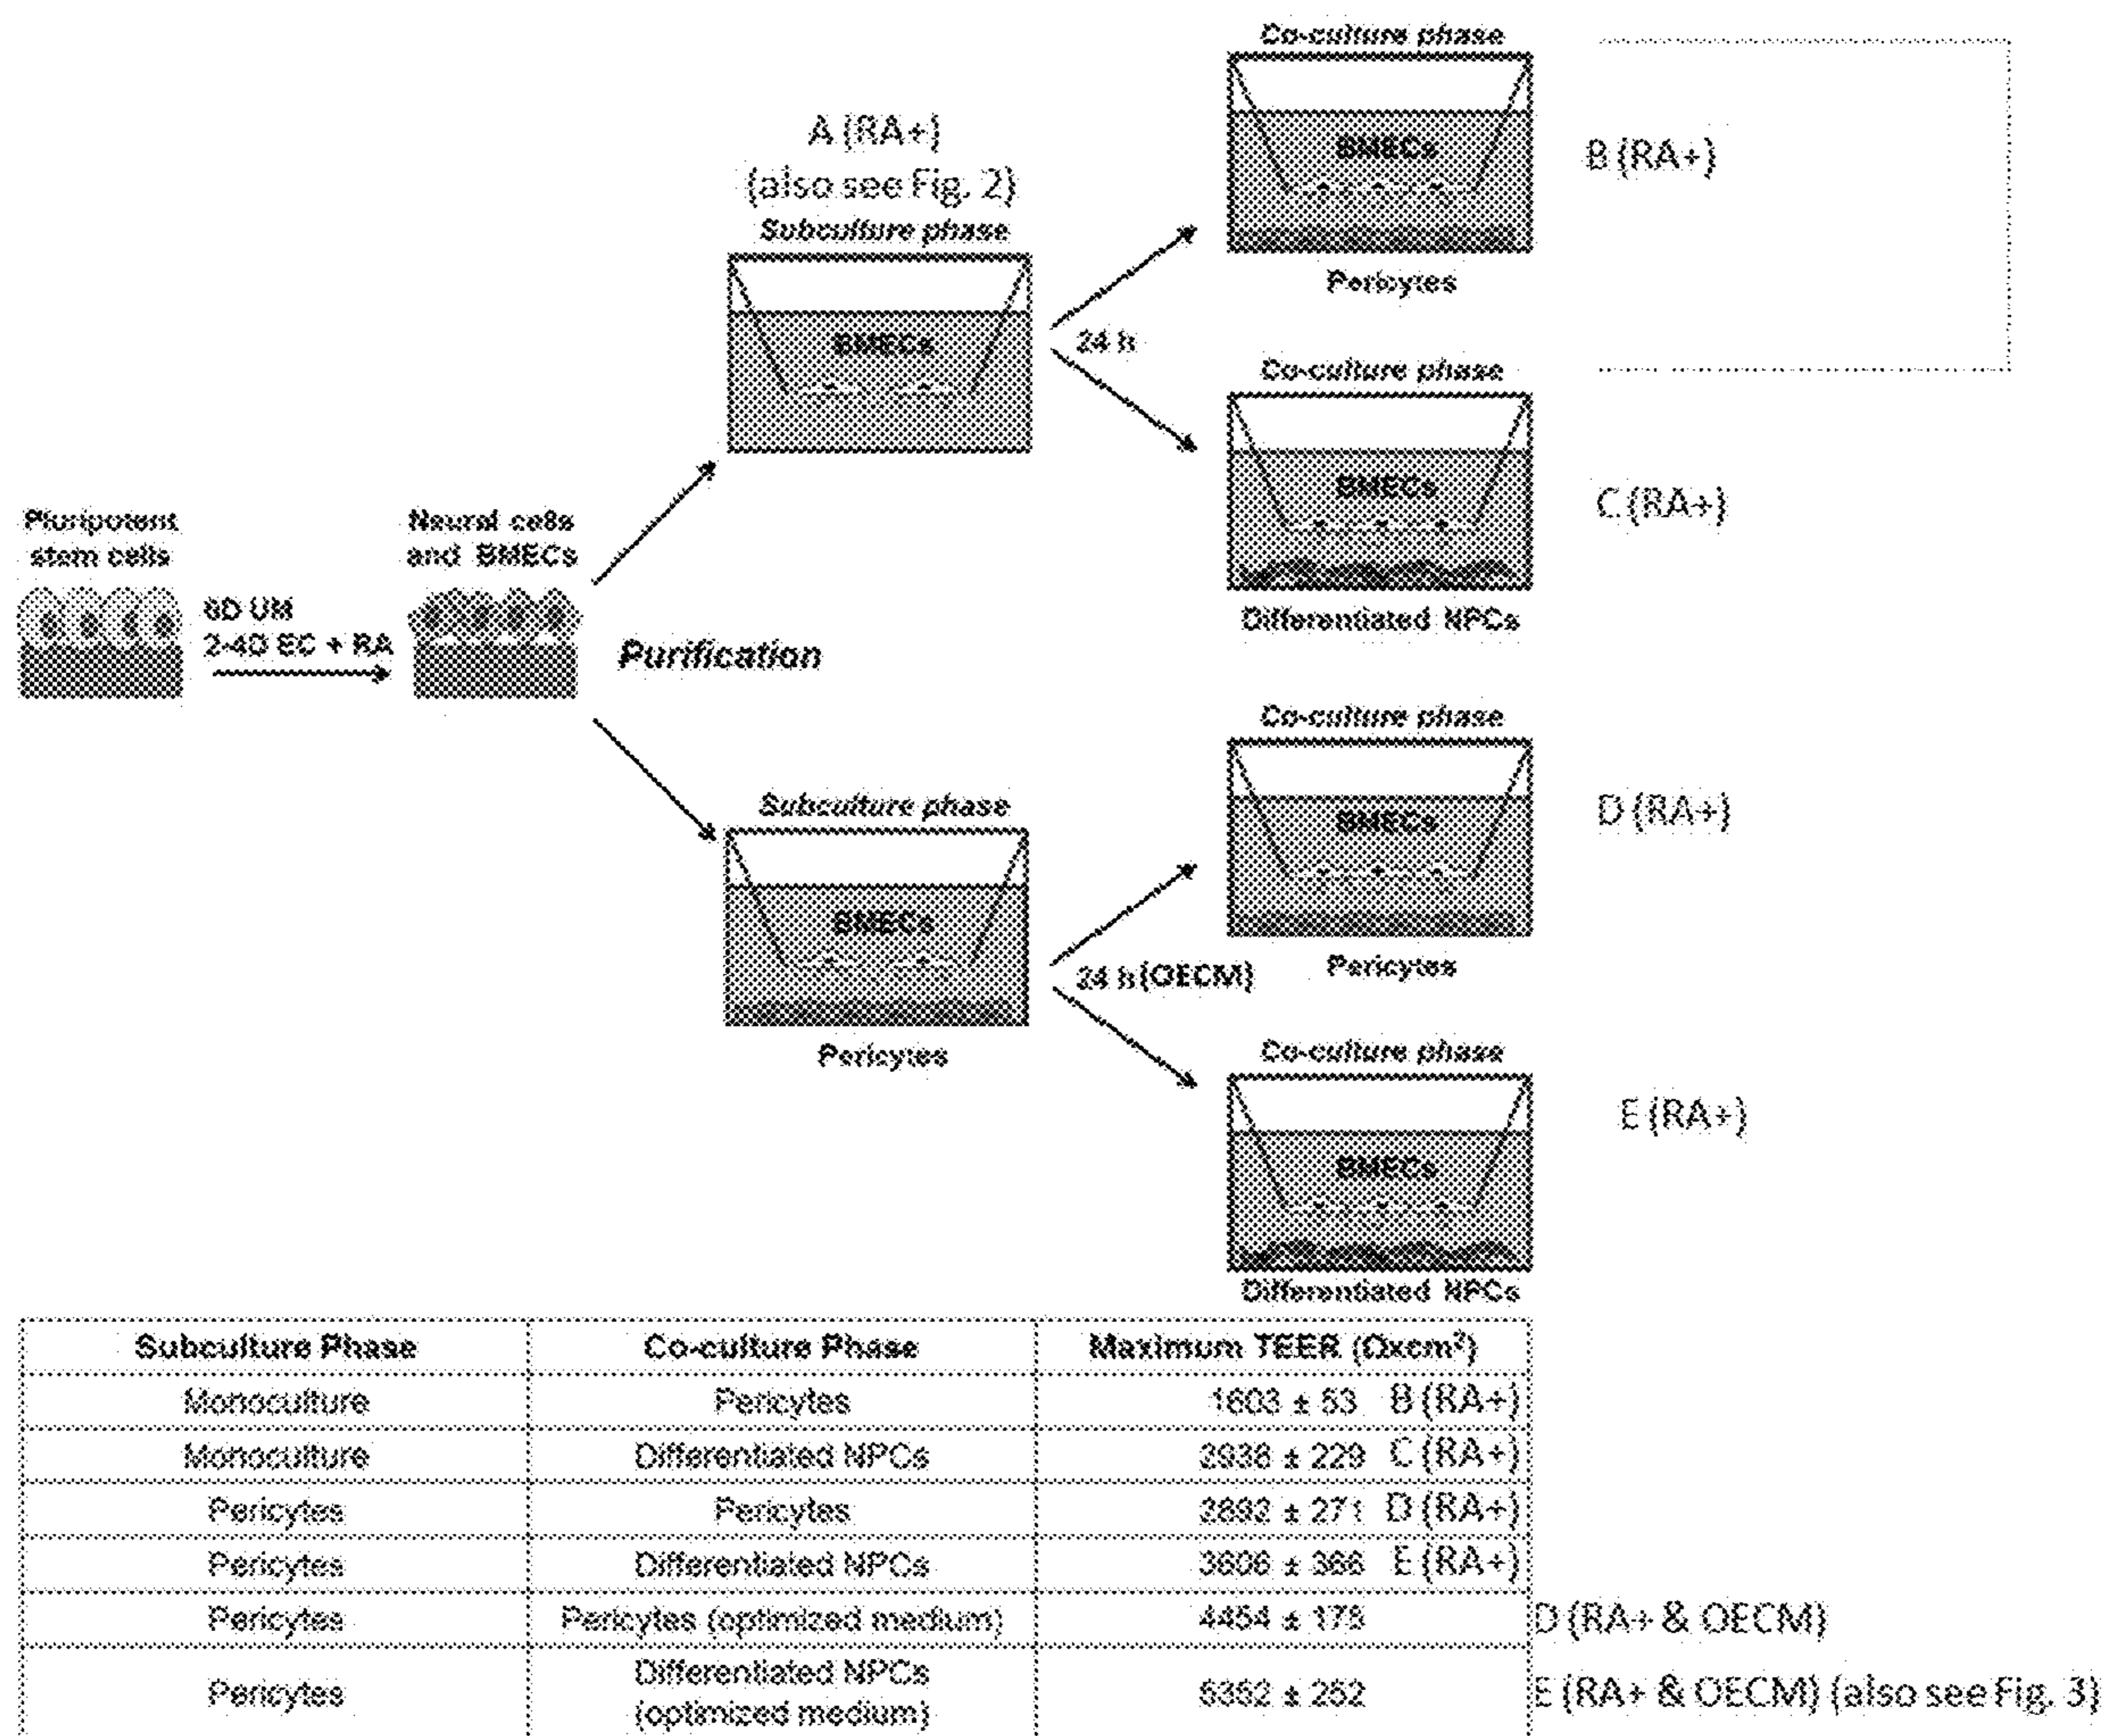 Co-culture phase
A (RA+)
(also see Fig. 2)
Subculture phase
BMECs
B (RA+)
Pericytes
BMECs
24 h
Co-culture phase
BMECs
C (RA+)
Differentiated NPCs
Pluripotent
stem cells
Neural cells
and BMECs
6D UM
2-4D EC + RA
Purification
Co-culture phase
Subculture phase
BMECs
D (RA+)
Pericytes
BMECs
24 h (OECM)
Pericytes
Co-culture phase
BMECs
E (RA+)
Differentiated NPCs
Subculture Phase Co-culture Phase Maximum TEER (Ωxcm²)
Monoculture Pericytes 1603 ± 53 B (RA+)
Monoculture Differentiated NPCs 2938 ± 229 C (RA+)
Pericytes Pericytes 2892 ± 271 D (RA+)
Pericytes Differentiated NPCs E (RA+)
Pericytes Pericytes (optimized medium) 4454 ± D (RA+ & OECM)
Pericytes Differentiated NPCs
(optimized medium) ± 252 E (RA+ & OECM) (also see Fig. 3)